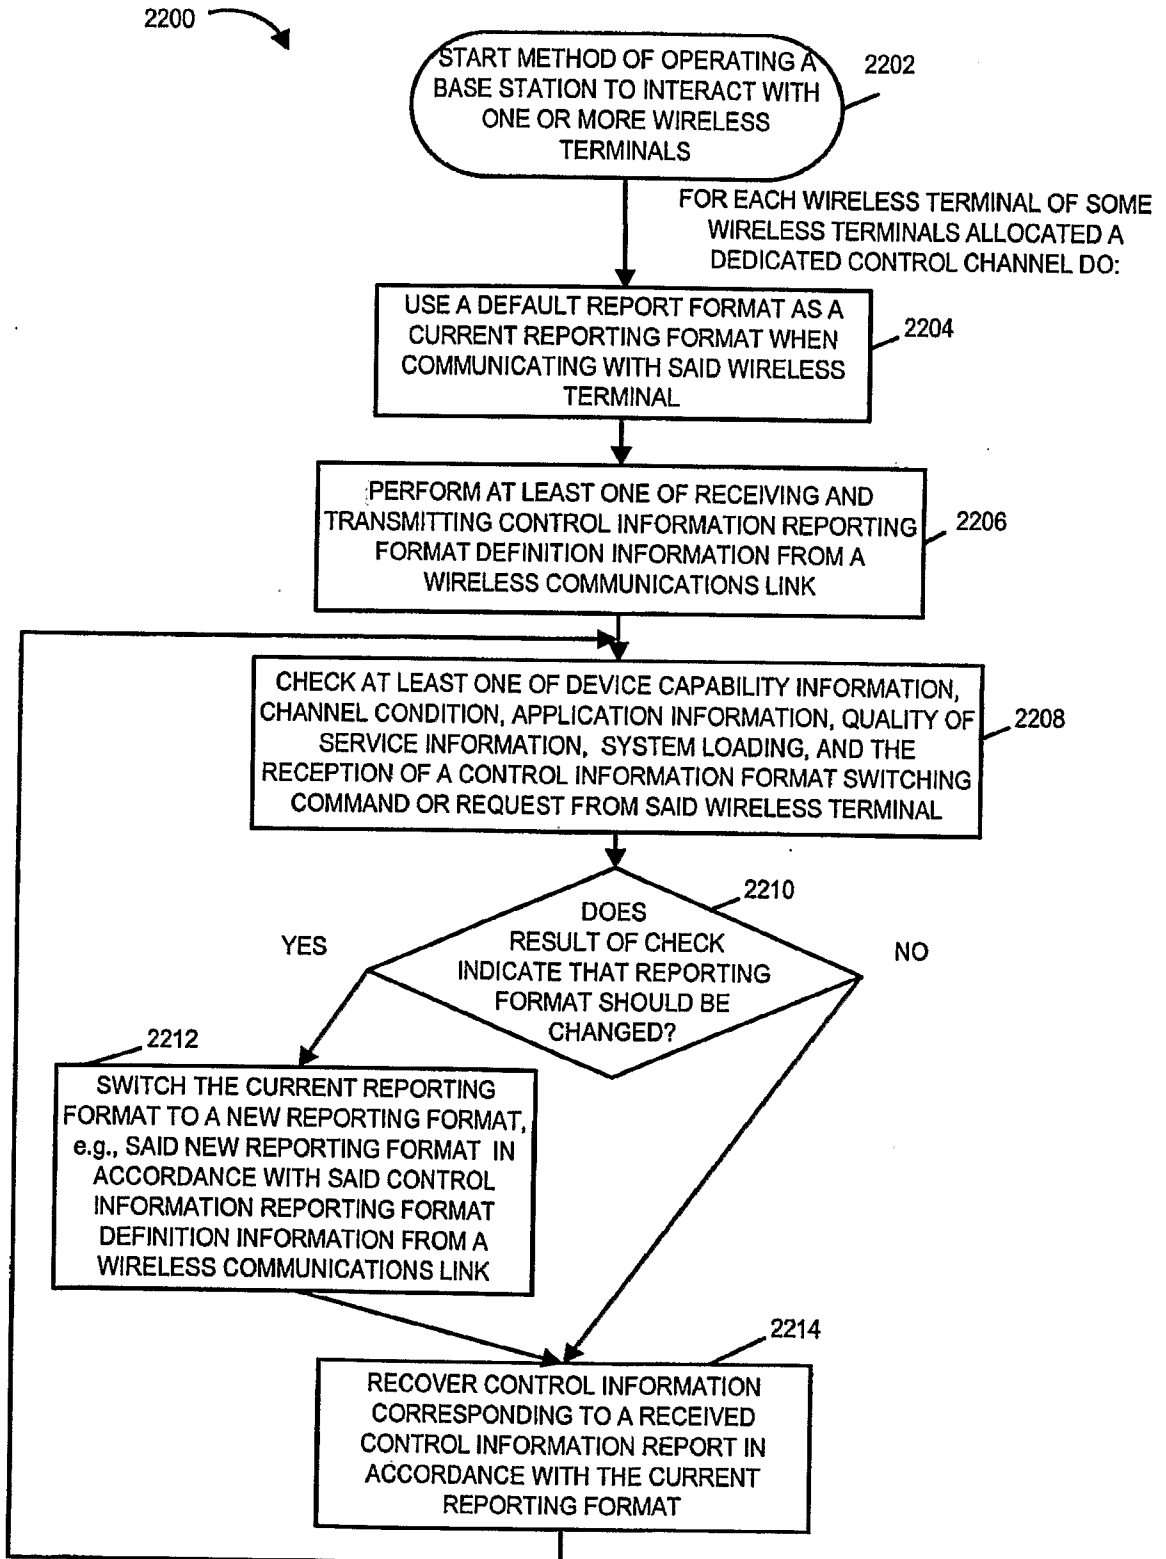 2200
START METHOD OF OPERATING A
BASE STATION TO INTERACT WITH
ONE OR MORE WIRELESS
TERMINALS
2202
FOR EACH WIRELESS TERMINAL OF SOME
WIRELESS TERMINALS ALLOCATED A
DEDICATED CONTROL CHANNEL DO:
USE A DEFAULT REPORT FORMAT AS A
CURRENT REPORTING FORMAT WHEN
COMMUNICATING WITH SAID WIRELESS
TERMINAL
2204
PERFORM AT LEAST ONE OF RECEIVING AND
TRANSMITTING CONTROL INFORMATION REPORTING
FORMAT DEFINITION INFORMATION FROM A
WIRELESS COMMUNICATIONS LINK
2206
CHECK AT LEAST ONE OF DEVICE CAPABILITY INFORMATION,
CHANNEL CONDITION, APPLICATION INFORMATION, QUALITY OF
SERVICE INFORMATION, SYSTEM LOADING, AND THE
RECEPTION OF A CONTROL INFORMATION FORMAT SWITCHING
COMMAND OR REQUEST FROM SAID WIRELESS TERMINAL
2208
2210
DOES
RESULT OF CHECK
INDICATE THAT REPORTING
FORMAT SHOULD BE
CHANGED?
YES
NO
2212
SWITCH THE CURRENT REPORTING
FORMAT TO A NEW REPORTING FORMAT,
e.g., SAID NEW REPORTING FORMAT IN
ACCORDANCE WITH SAID CONTROL
INFORMATION REPORTING FORMAT
DEFINITION INFORMATION FROM A
WIRELESS COMMUNICATIONS LINK
2214
RECOVER CONTROL INFORMATION
CORRESPONDING TO A RECEIVED
CONTROL INFORMATION REPORT IN
ACCORDANCE WITH THE CURRENT
REPORTING FORMAT